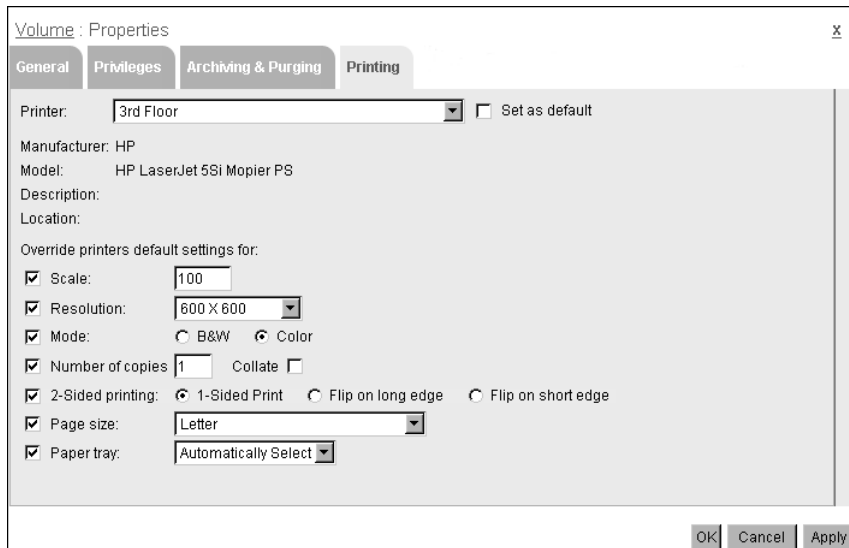 Volume : Properties x
General Privileges Archiving & Purging Printing
Printer: 3rd Floor Set as default
Manufacturer: HP
Model: HP LaserJet 5Si Mopier PS
Description:
Location:
Override printers default settings for:
Scale: 100
Resolution: 600 X 600
Mode: B&W Color
Number of copies 1 Collate
2-Sided printing: 1-Sided Print Flip on long edge Flip on short edge
Page size: Letter
Paper tray: Automatically Select
OK Cancel Apply